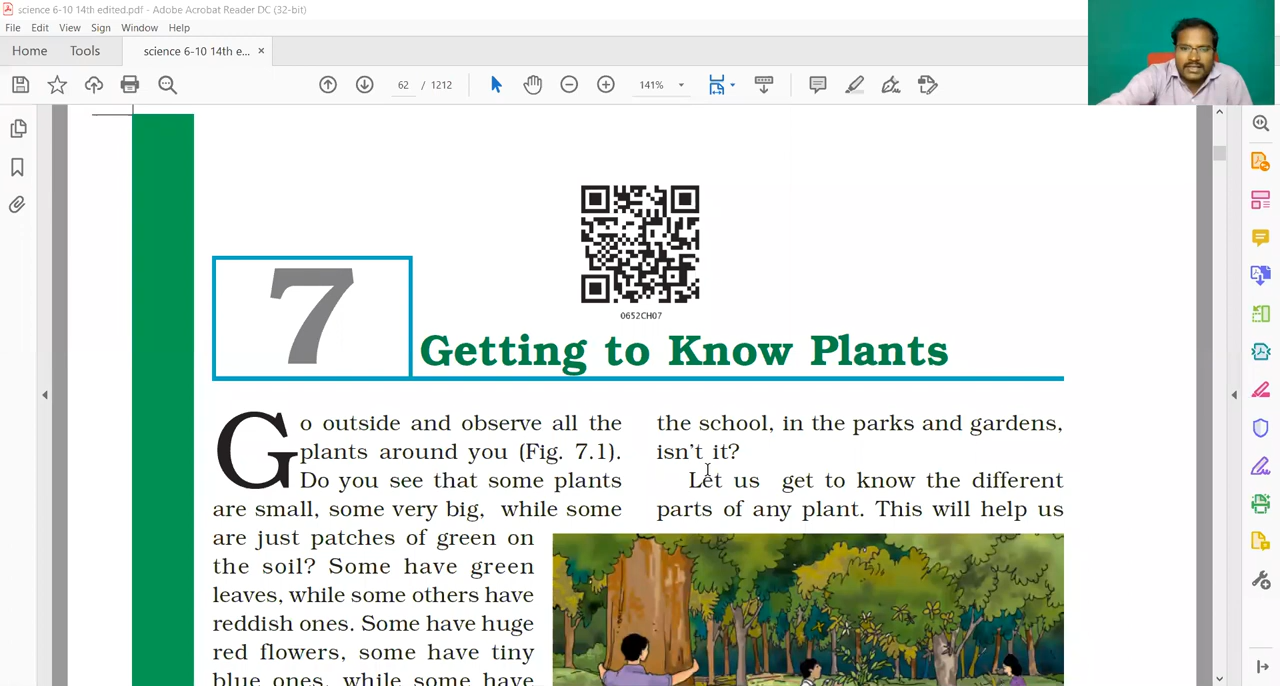 science 6-10 14th edited.pdf - Adobe Acrobat Reader DC (32-bit)
File Edit View Sign Window Help
Home Tools science 6-10 14th e... ×
62 / 1212 141%
0652CH07
7
Getting to Know Plants
Go outside and observe all the
plants around you (Fig. 7.1).
Do you see that some plants
are small, some very big, while some
are just patches of green on
the soil? Some have green
leaves, while some others have
reddish ones. Some have huge
red flowers, some have tiny
blue ones, while some have
the school, in the parks and gardens,
isn't it?
Let us get to know the different
parts of any plant. This will help us